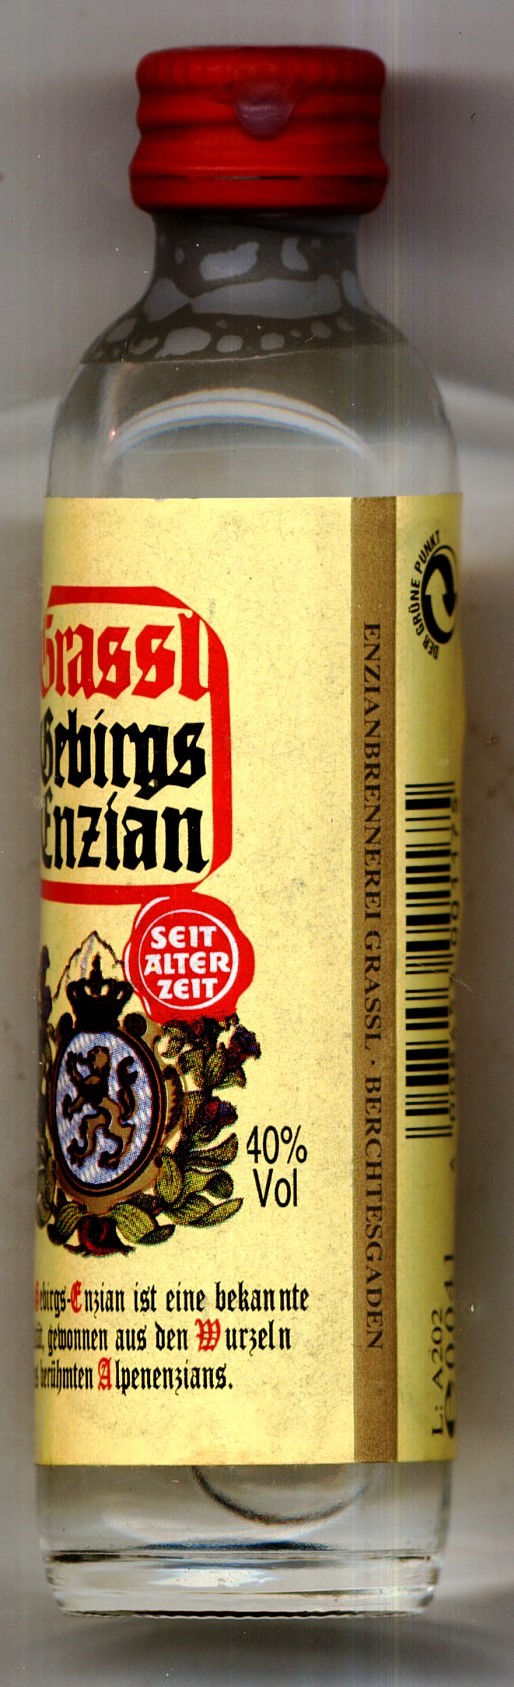 Grassl
Gebirgs
Enzian
SEIT
ALTER
ZEIT
40%
Vol
Gebirgs-Enzian ist eine bekannte
gewonnen aus den Wurzeln
berühmten Alpenenzians.
ENZIANBRENNEREI GRASSL · BERCHTESGADEN
DER GRÜNE PUNKT
L: A202